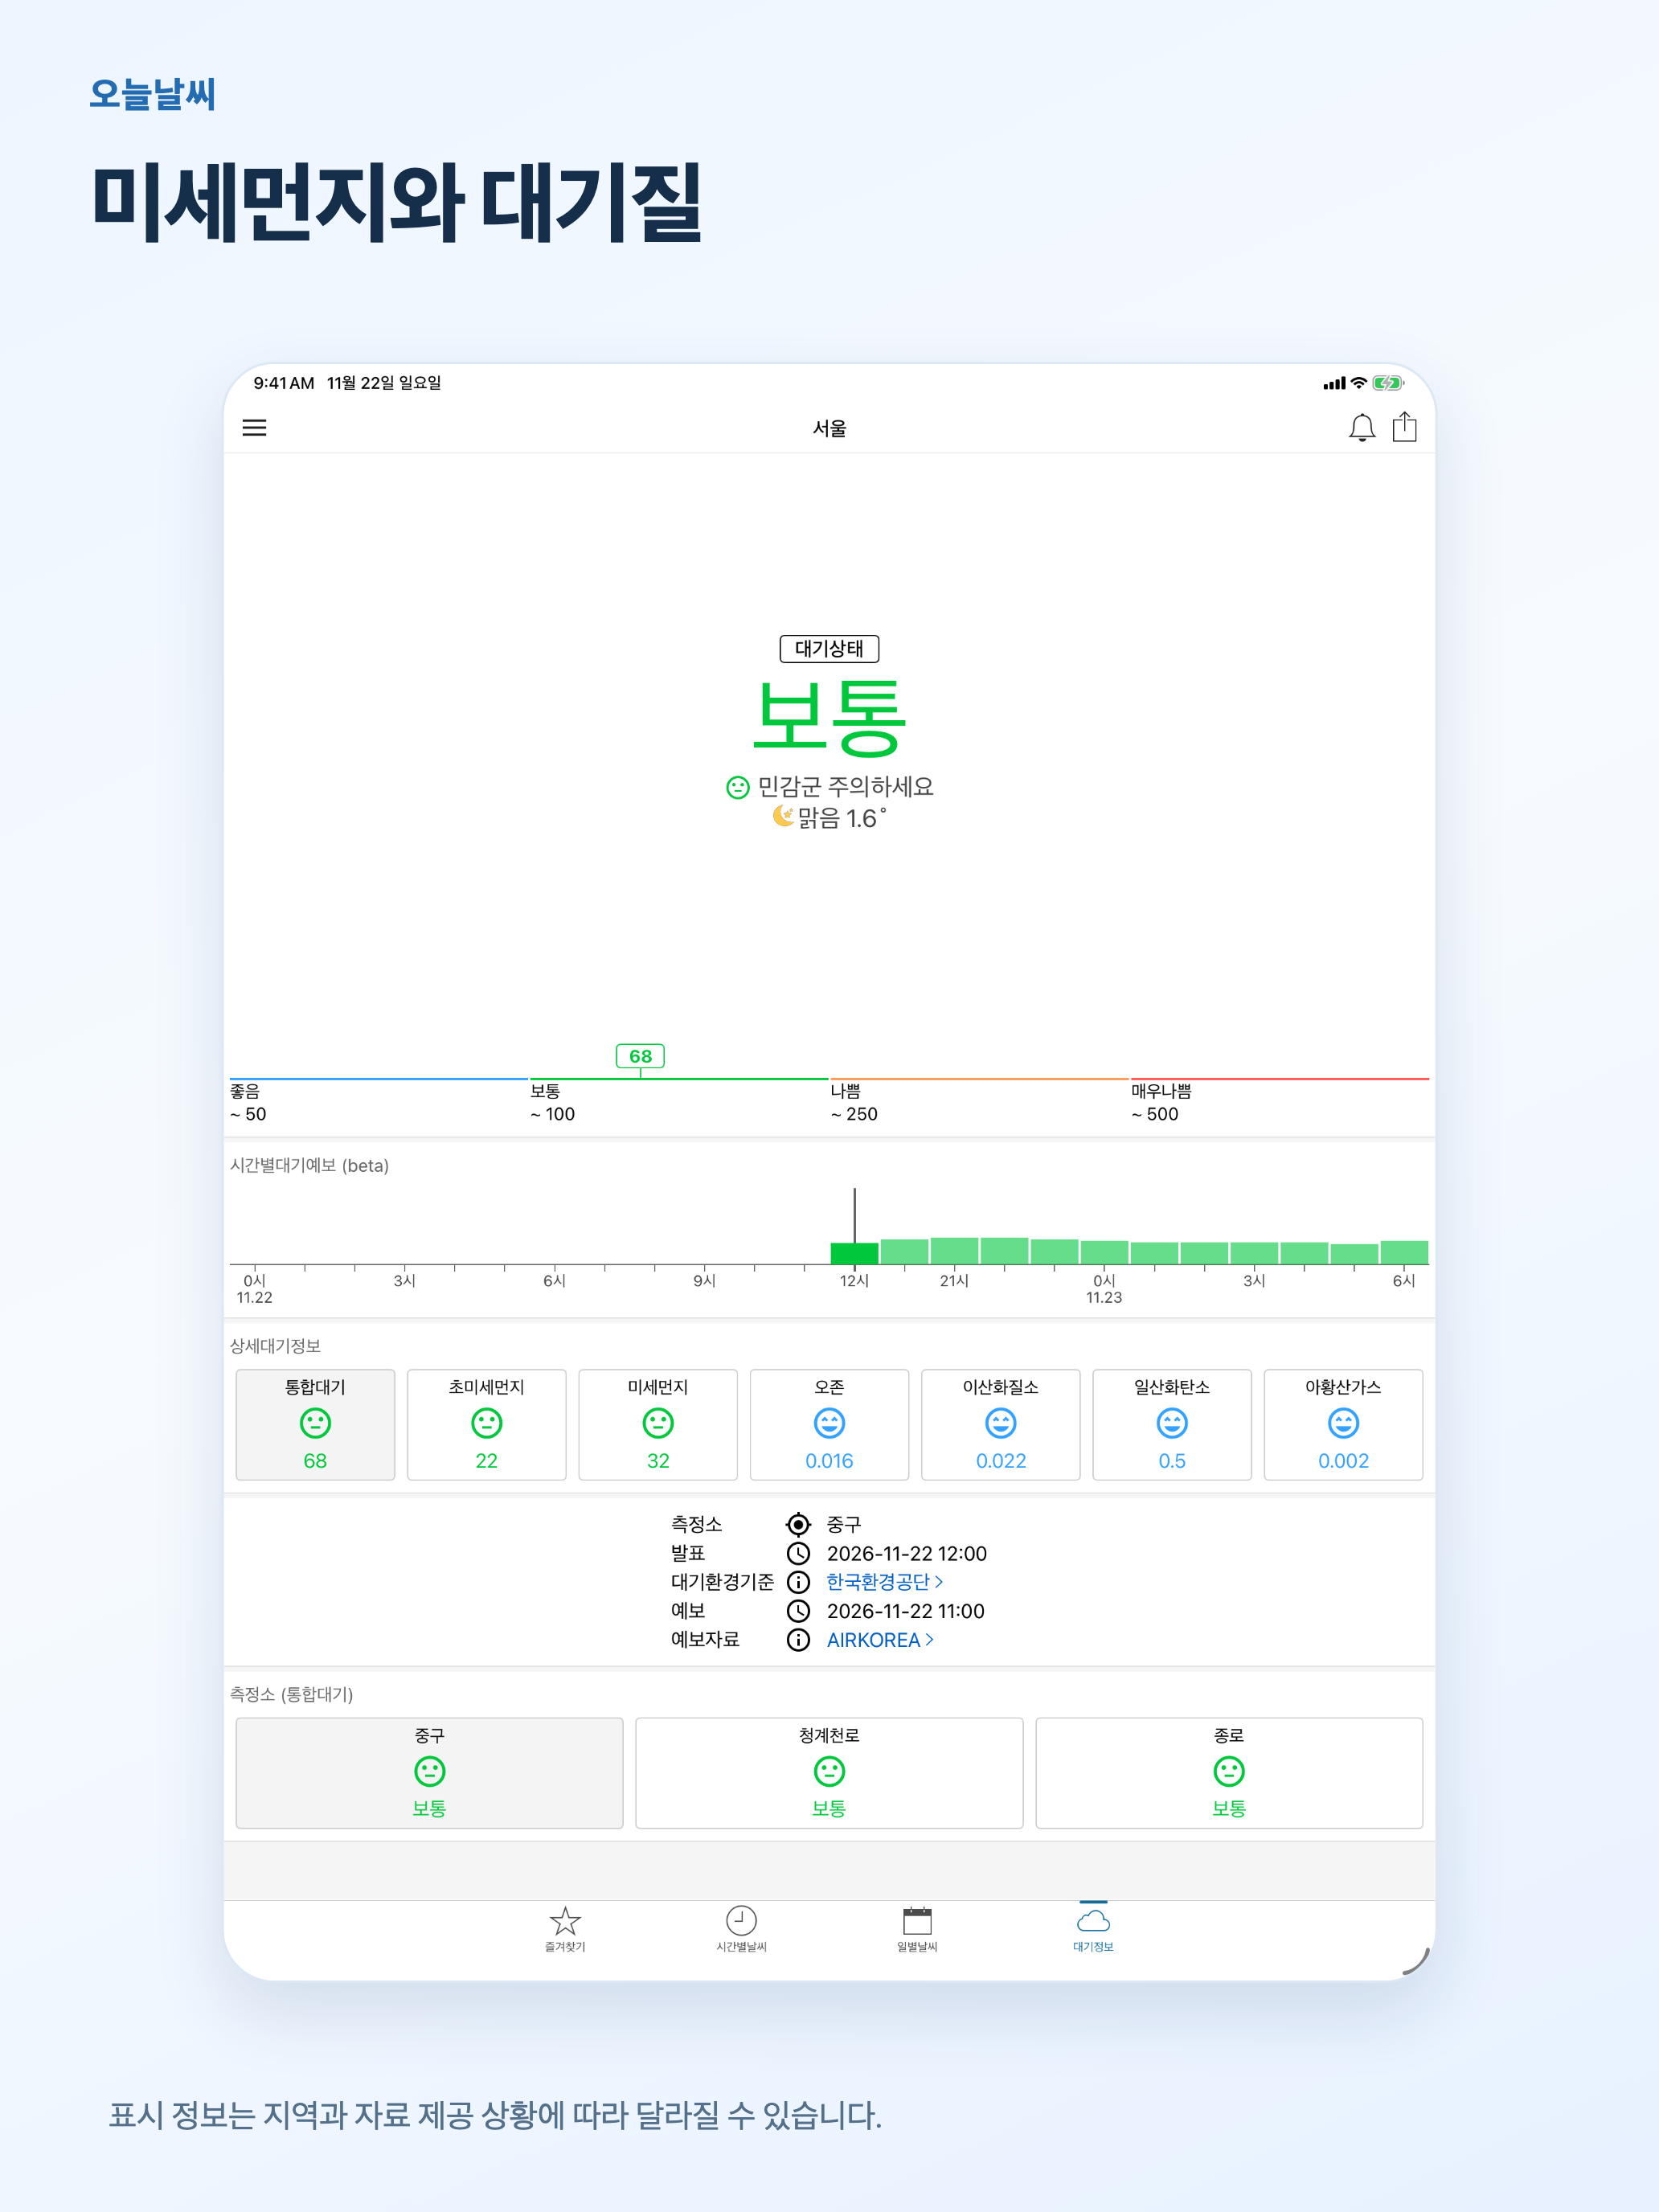 오늘날씨
미세먼지와 대기질
9:41 AM 11월 22일 일요일
서울
대기상태
보통
민감군 주의하세요
맑음 1.6˚
68
좋음 보통 나쁨 매우나쁨
~ 50 ~ 100 ~ 250 ~ 500
시간별대기예보 (beta)
0시 3시 6시 9시 12시 21시 0시 3시 6시
11.22 11.23
상세대기정보
통합대기 초미세먼지 미세먼지 오존 이산화질소 일산화탄소 아황산가스
68 22 32 0.016 0.022 0.5 0.002
측정소 중구
발표 2026-11-22 12:00
대기환경기준 한국환경공단
예보 2026-11-22 11:00
예보자료 AIRKOREA
측정소 (통합대기)
중구 청계천로 종로
보통 보통 보통
즐겨찾기 시간별날씨 일별날씨 대기정보
표시 정보는 지역과 자료 제공 상황에 따라 달라질 수 있습니다.